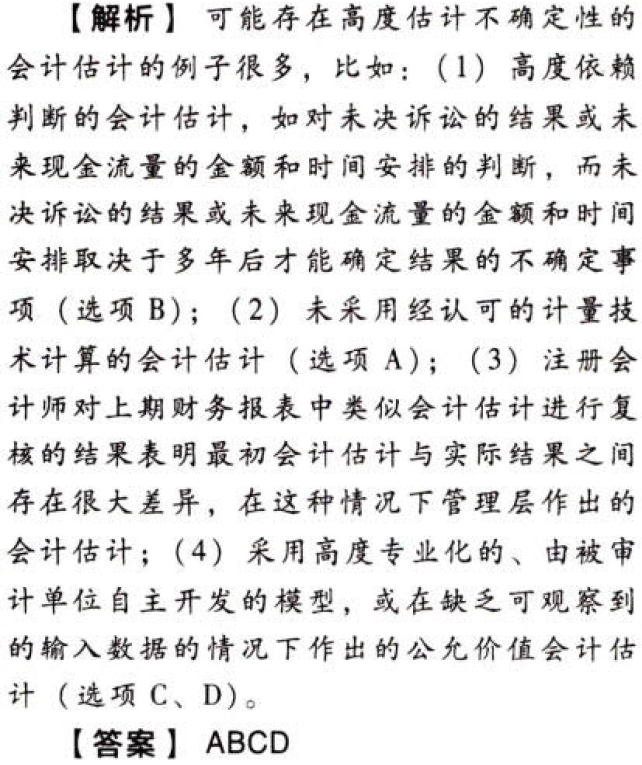 【解析】 可能存在高度估计不确定性的
会计估计的例子很多，比如：（1）高度依赖
判断的会计估计，如对未决诉讼的结果或未
来现金流量的金额和时间安排的判断，而未
决诉讼的结果或未来现金流量的金额和时间
安排取决于多年后才能确定结果的不确定事
项（选项 B）；（2）未采用经认可的计量技
术计算的会计估计（选项 A）；（3）注册会
计师对上期财务报表中类似会计估计进行复
核的结果表明最初会计估计与实际结果之间
存在很大差异，在这种情况下管理层作出的
会计估计；（4）采用高度专业化的、由被审
计单位自主开发的模型，或在缺乏可观察到
的输入数据的情况下作出的公允价值会计估
计（选项 C、D）。
【答案】 ABCD